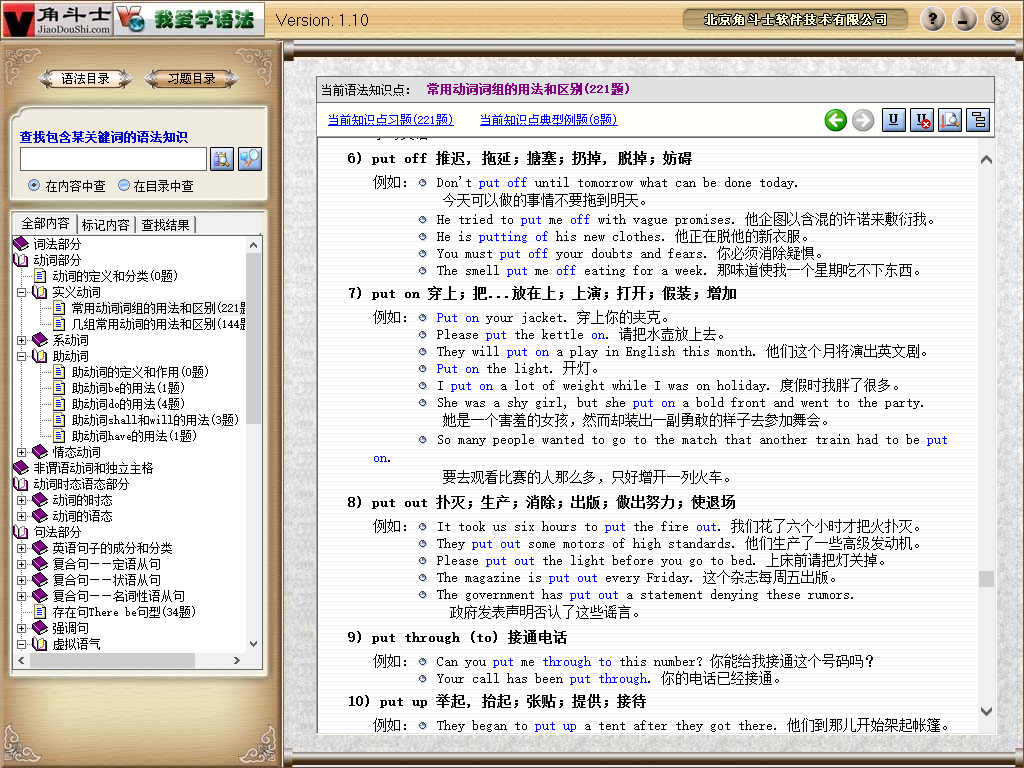 角斗士
JiaoDouShi.com
我爱学语法
Version: 1.10
北京角斗士软件技术有限公司
语法目录
习题目录
查找包含某关键词的语法知识
在内容中查
在目录中查
全部内容
标记内容
查找结果
词法部分
动词部分
动词的定义和分类(0题)
实义动词
常用动词词组的用法和区别(221题
几组常用动词的用法和区别(144题
系动词
助动词
助动词的定义和作用(0题)
助动词be的用法(1题)
助动词do的用法(4题)
助动词shall和will的用法(3题)
助动词have的用法(1题)
情态动词
非谓语动词和独立主格
动词时态语态部分
动词的时态
动词的语态
句法部分
英语句子的成分和分类
复合句——定语从句
复合句——状语从句
复合句——名词性语从句
存在句There be句型(34题)
强调句
虚拟语气
当前语法知识点： 常用动词词组的用法和区别(221题)
当前知识点习题(221题)
当前知识点典型例题(8题)
6) put off 推迟，拖延；搪塞；扔掉，脱掉；妨碍
例如： Don't put off until tomorrow what can be done today.
今天可以做的事情不要拖到明天。
He tried to put me off with vague promises. 他企图以含混的许诺来敷衍我。
He is putting of his new clothes. 他正在脱他的新衣服。
You must put off your doubts and fears. 你必须消除疑惧。
The smell put me off eating for a week. 那味道使我一个星期吃不下东西。
7) put on 穿上；把...放在上；上演；打开；假装；增加
例如： Put on your jacket. 穿上你的夹克。
Please put the kettle on. 请把水壶放上去。
They will put on a play in English this month. 他们这个月将演出英文剧。
Put on the light. 开灯。
I put on a lot of weight while I was on holiday. 度假时我胖了很多。
She was a shy girl, but she put on a bold front and went to the party.
她是一个害羞的女孩，然而却装出一副勇敢的样子去参加舞会。
So many people wanted to go to the match that another train had to be put
on.
要去观看比赛的人那么多，只好增开一列火车。
8) put out 扑灭；生产；消除；出版；做出努力；使退场
例如： It took us six hours to put the fire out. 我们花了六个小时才把火扑灭。
They put out some motors of high standards. 他们生产了一些高级发动机。
Please put out the light before you go to bed. 上床前请把灯关掉。
The magazine is put out every Friday. 这个杂志每周五出版。
The government has put out a statement denying these rumors.
政府发表声明否认了这些谣言。
9) put through (to) 接通电话
例如： Can you put me through to this number? 你能给我接通这个号码吗?
Your call has been put through. 你的电话已经接通。
10) put up 举起，抬起；张贴；提供；接待
例如： They began to put up a tent after they got there. 他们到那儿开始架起帐篷。